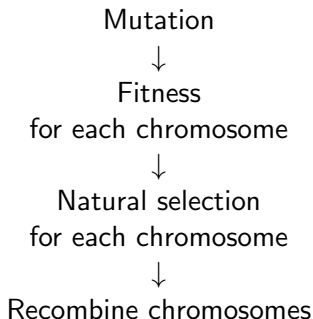 Mutation
↓
Fitness
for each chromosome
↓
Natural selection
for each chromosome
↓
Recombine chromosomes